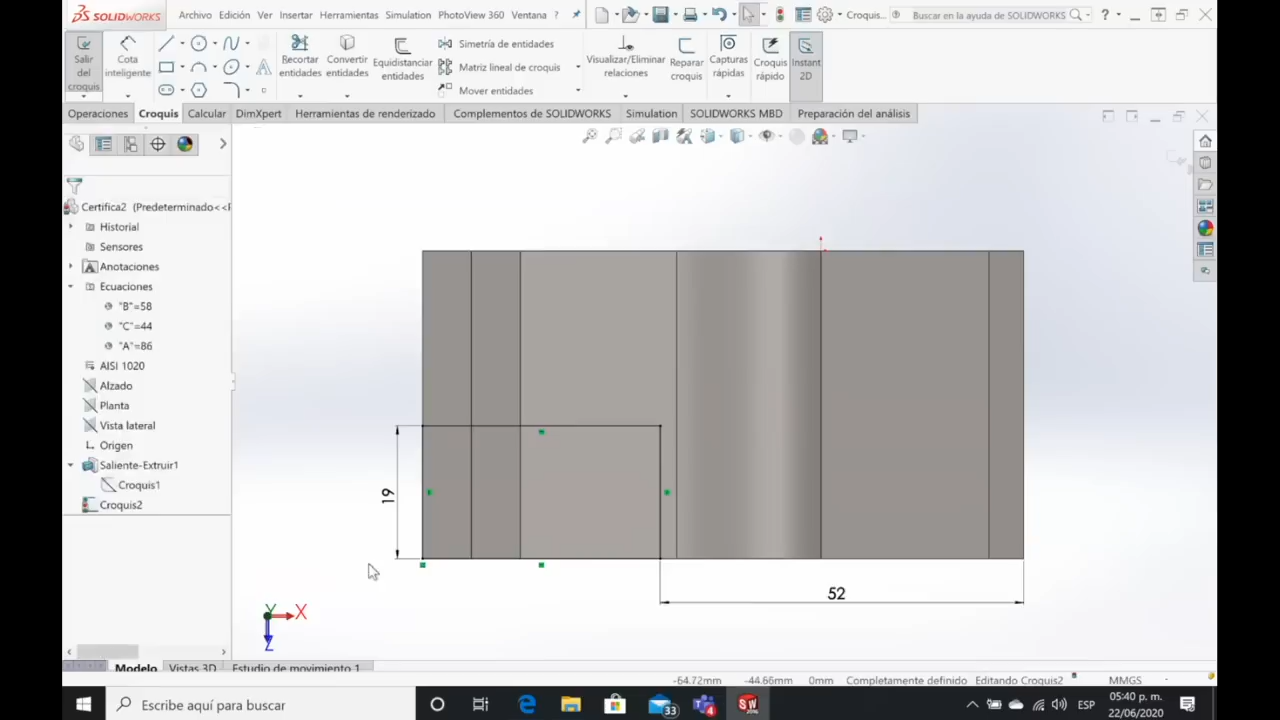 SOLIDWORKS Archivo Edición Ver Insertar Herramientas Simulation PhotoView 360 Ventana ? Croquis... Buscar en la ayuda de SOLIDWORKS ?
Salir del croquis
Cota inteligente
Recortar entidades
Convertir entidades
Equidistanciar entidades
Simetría de entidades
Matriz lineal de croquis
Mover entidades
Visualizar/Eliminar relaciones
Reparar croquis
Capturas rápidas
Croquis rápido
Instant 2D
Operaciones Croquis Calcular DimXpert Herramientas de renderizado Complementos de SOLIDWORKS Simulation SOLIDWORKS MBD Preparación del análisis
Certifica2 (Predeterminado<<F
Historial
Sensores
Anotaciones
Ecuaciones
"B"=58
"C"=44
"A"=86
AISI 1020
Alzado
Planta
Vista lateral
Origen
Saliente-Extruir1
Croquis1
Croquis2
19
52
Y
X
Z
Modelo Vistas 3D Estudio de movimiento 1
-64.72mm -44.66mm 0mm Completamente definido Editando Croquis2 MMGS
Escribe aquí para buscar
33
4
SW
ESP
05:40 p. m.
22/06/2020